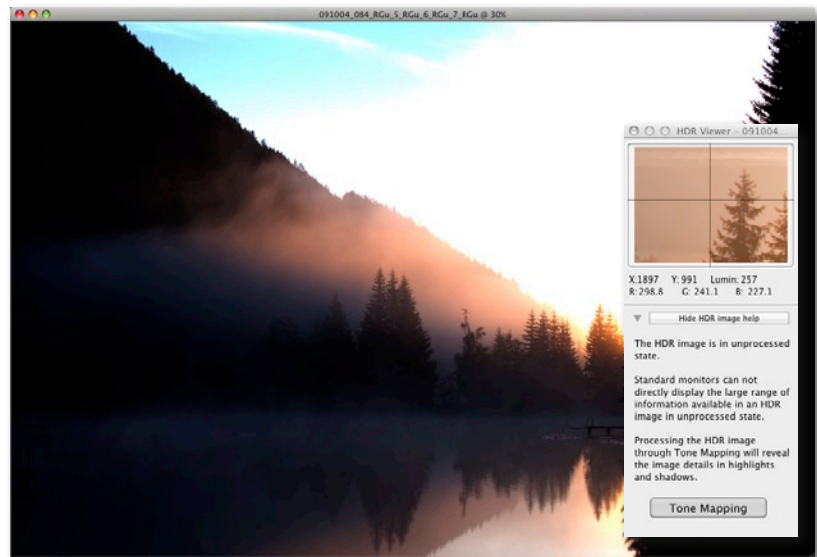 091004_084_RGu_5_RGu_6_RGu_7_RGu @ 30%
HDR Viewer – 091004...
X:1897 Y: 991 Lumin: 257
R: 298.8 G: 241.1 B: 227.1
Hide HDR image help
The HDR image is in unprocessed
state.
Standard monitors can not
directly display the large range of
information available in an HDR
image in unprocessed state.
Processing the HDR image
through Tone Mapping will reveal
the image details in highlights
and shadows.
Tone Mapping